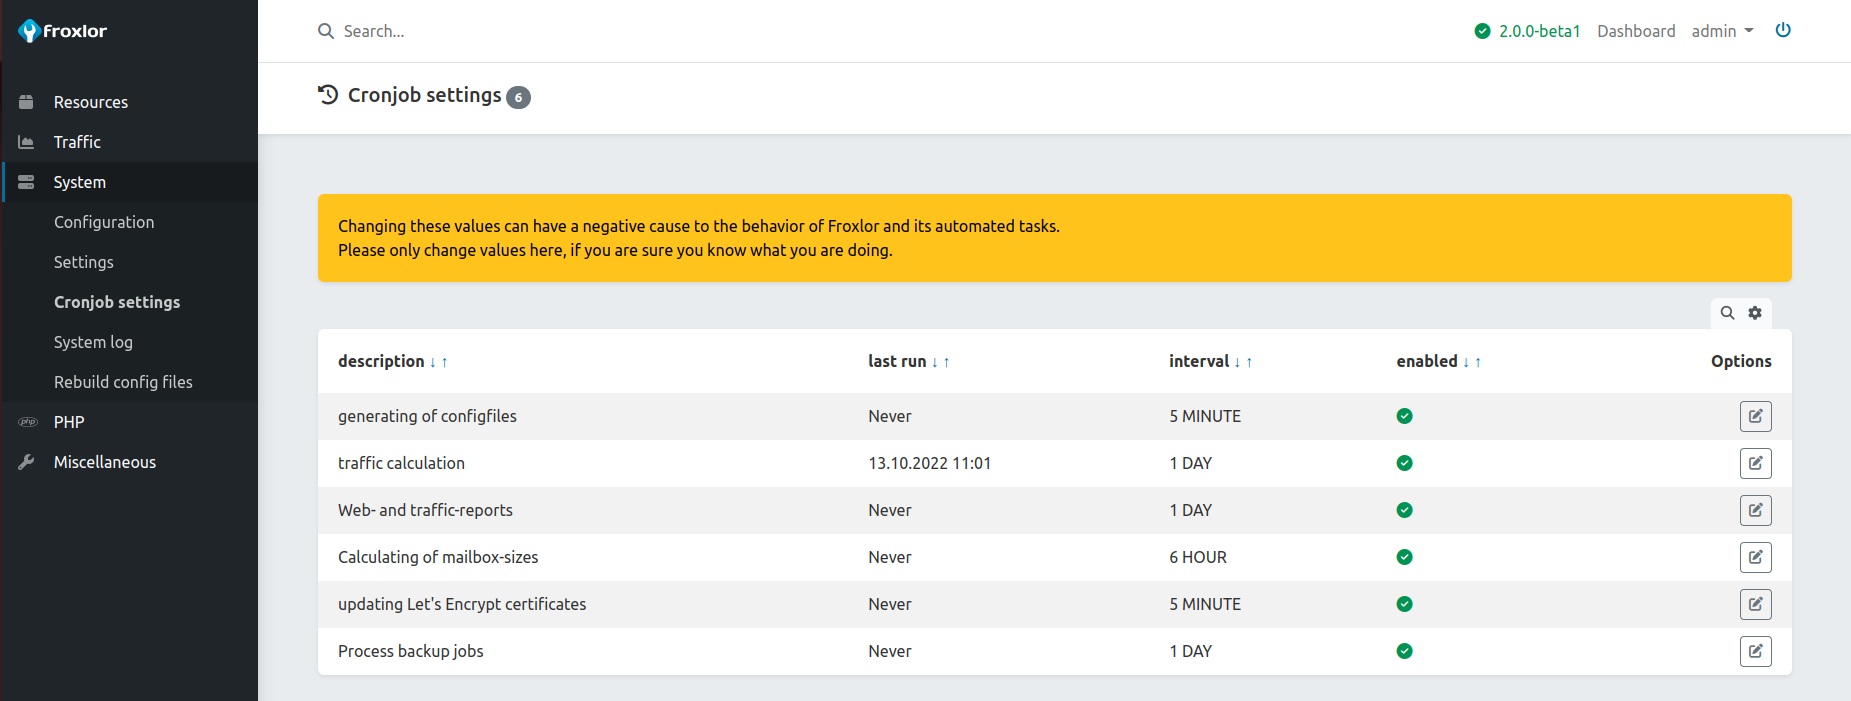 froxlor
Search...
2.0.0-beta1 Dashboard admin
Cronjob settings 6
Resources
Traffic
System
Configuration
Settings
Cronjob settings
System log
Rebuild config files
php PHP
Miscellaneous
Changing these values can have a negative cause to the behavior of Froxlor and its automated tasks.
Please only change values here, if you are sure you know what you are doing.
description ↓ ↑ last run ↓ ↑ interval ↓ ↑ enabled ↓ ↑ Options
generating of configfiles Never 5 MINUTE
traffic calculation 13.10.2022 11:01 1 DAY
Web- and traffic-reports Never 1 DAY
Calculating of mailbox-sizes Never 6 HOUR
updating Let's Encrypt certificates Never 5 MINUTE
Process backup jobs Never 1 DAY